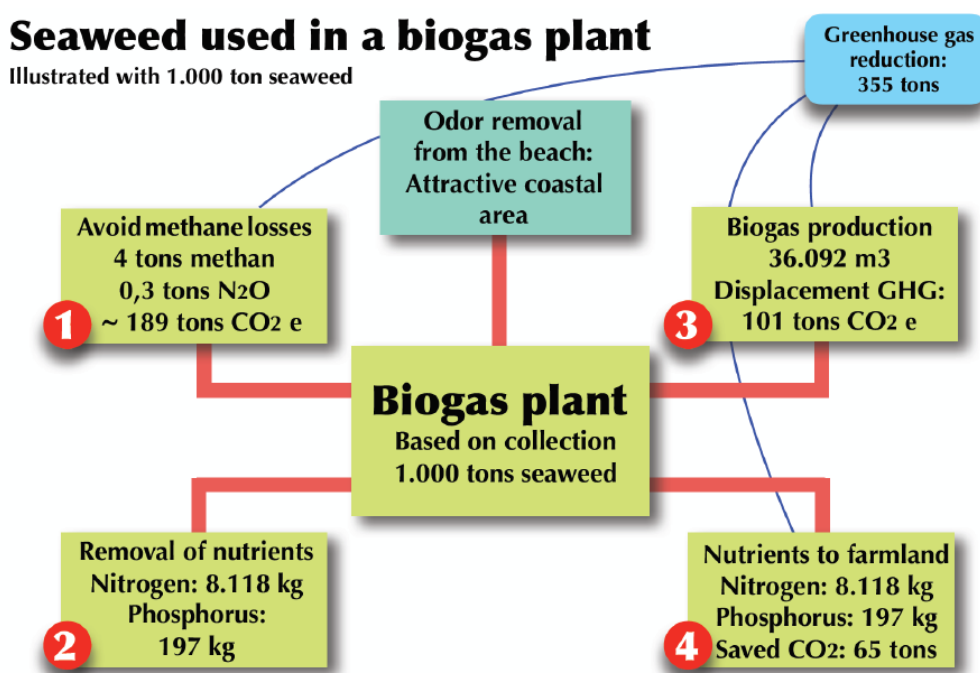 Seaweed used in a biogas plant
Illustrated with 1.000 ton seaweed
Greenhouse gas
reduction:
355 tons
Odor removal
from the beach:
Attractive coastal
area
Avoid methane losses
4 tons methan
0,3 tons N2O
~ 189 tons CO2 e
1
Biogas production
36.092 m3
Displacement GHG:
101 tons CO2 e
3
Biogas plant
Based on collection
1.000 tons seaweed
Removal of nutrients
Nitrogen: 8.118 kg
Phosphorus:
197 kg
2
Nutrients to farmland
Nitrogen: 8.118 kg
Phosphorus: 197 kg
Saved CO2: 65 tons
4